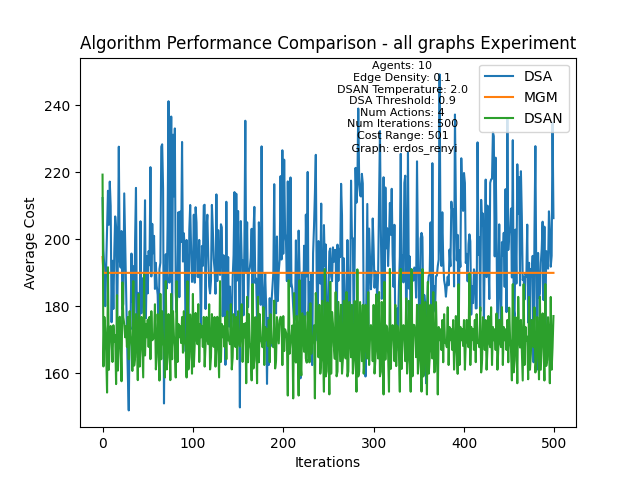 Algorithm Performance Comparison - all graphs Experiment
Agents: 10
Edge Density: 0.1
DSAN Temperature: 2.0
DSA Threshold: 0.9
Num Actions: 4
Num Iterations: 500
Cost Range: 501
Graph: erdos_renyi
DSA
MGM
DSAN
Average Cost
240
220
200
180
160
0
100
200
300
400
500
Iterations